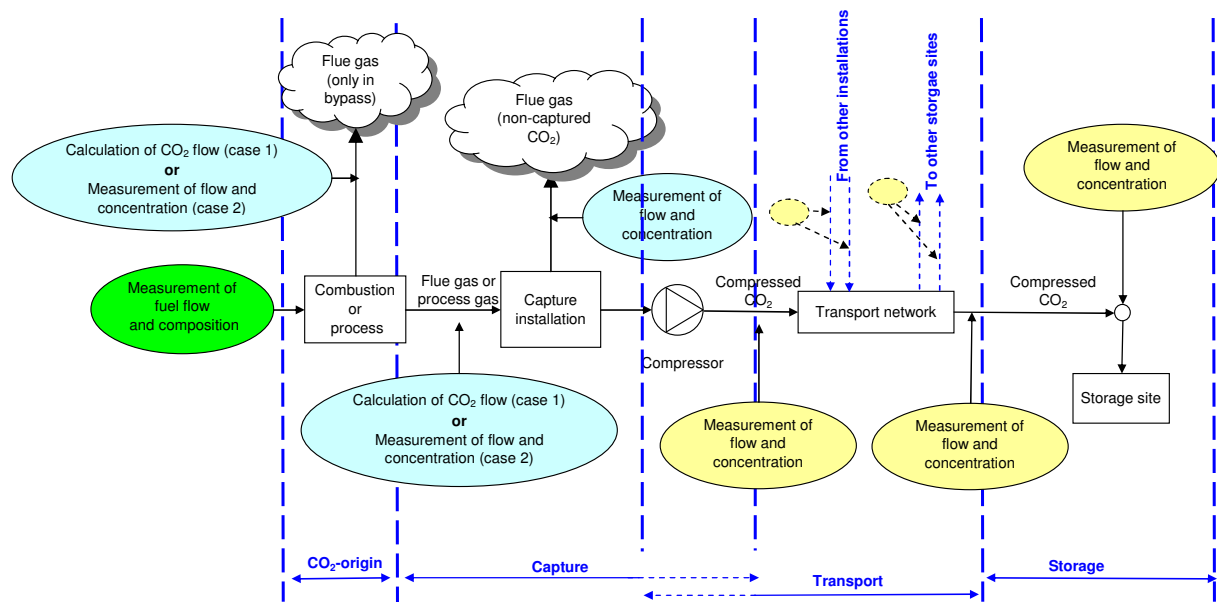 Flue gas
(only in
bypass)
Flue gas
(non-captured
CO₂)
From other installations
To other storgae sites
Calculation of CO₂ flow (case 1)
or
Measurement of flow and
concentration (case 2)
Measurement of
flow and
concentration
Measurement of
flow and
concentration
Measurement of
fuel flow
and composition
Combustion
or
process
Flue gas or
process gas
Capture
installation
Compressor
Compressed
CO₂
Transport network
Compressed
CO₂
Storage site
Calculation of CO₂ flow (case 1)
or
Measurement of flow and
concentration (case 2)
Measurement of
flow and
concentration
Measurement of
flow and
concentration
CO₂-origin
Capture
Transport
Storage